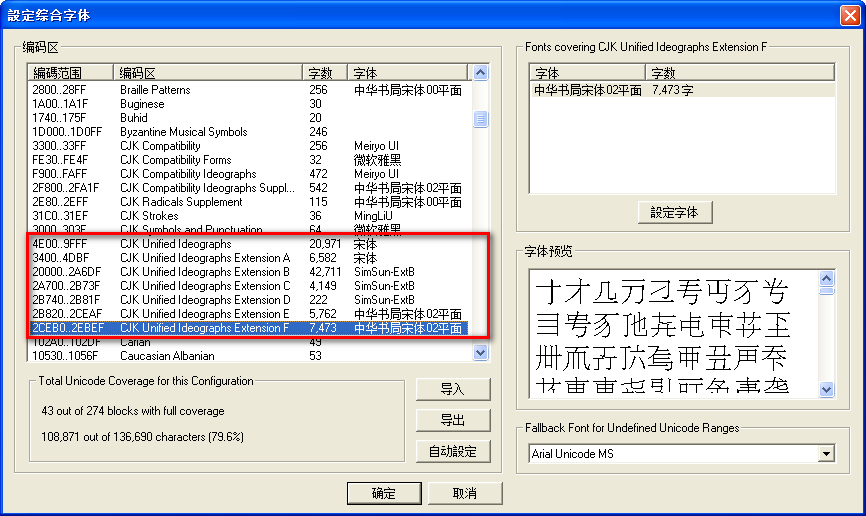 設定综合字体
编码区
編碼范围 编码区 字数 字体
2800..28FF Braille Patterns 256 中华书局宋体00平面
1A00..1A1F Buginese 30
1740..175F Buhid 20
1D000..1D0FF Byzantine Musical Symbols 246
3300..33FF CJK Compatibility 256 Meiryo UI
FE30..FE4F CJK Compatibility Forms 32 微软雅黑
F900..FAFF CJK Compatibility Ideographs 472 Meiryo UI
2F800..2FA1F CJK Compatibility Ideographs Suppl... 542 中华书局宋体02平面
2E80..2EFF CJK Radicals Supplement 115 中华书局宋体00平面
31C0..31EF CJK Strokes 36 MingLiU
3000..303F CJK Symbols and Punctuation 64 微软雅黑
4E00..9FFF CJK Unified Ideographs 20,971 宋体
3400..4DBF CJK Unified Ideographs Extension A 6,582 宋体
20000..2A6DF CJK Unified Ideographs Extension B 42,711 SimSun-ExtB
2A700..2B73F CJK Unified Ideographs Extension C 4,149 SimSun-ExtB
2B740..2B81F CJK Unified Ideographs Extension D 222 SimSun-ExtB
2B820..2CEAF CJK Unified Ideographs Extension E 5,762 中华书局宋体02平面
2CEB0..2EBEF CJK Unified Ideographs Extension F 7,473 中华书局宋体02平面
102A0..102DF Carian 49
10530..1056F Caucasian Albanian 53
Total Unicode Coverage for this Configuration
43 out of 274 blocks with full coverage
108,871 out of 136,690 characters (79.6%)
导入
导出
自动設定
Fonts covering CJK Unified Ideographs Extension F
字体 字数
中华书局宋体02平面 7,473 字
設定字体
字体预览
Fallback Font for Undefined Unicode Ranges
Arial Unicode MS
确定 取消